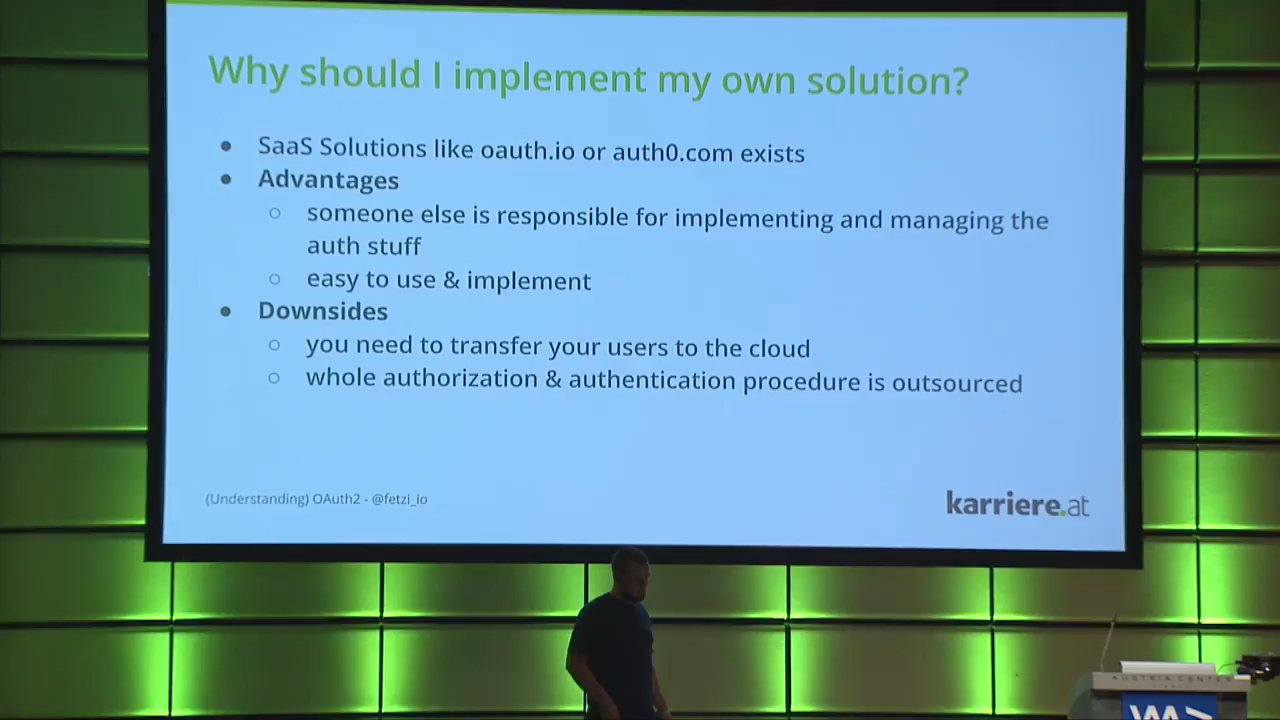 Why should I implement my own solution?
SaaS Solutions like oauth.io or auth0.com exists
Advantages
someone else is responsible for implementing and managing the
auth stuff
easy to use & implement
Downsides
you need to transfer your users to the cloud
whole authorization & authentication procedure is outsourced
(Understanding) OAuth2 - @fetzi_io
karriere.at
AUSTRIA CENTER